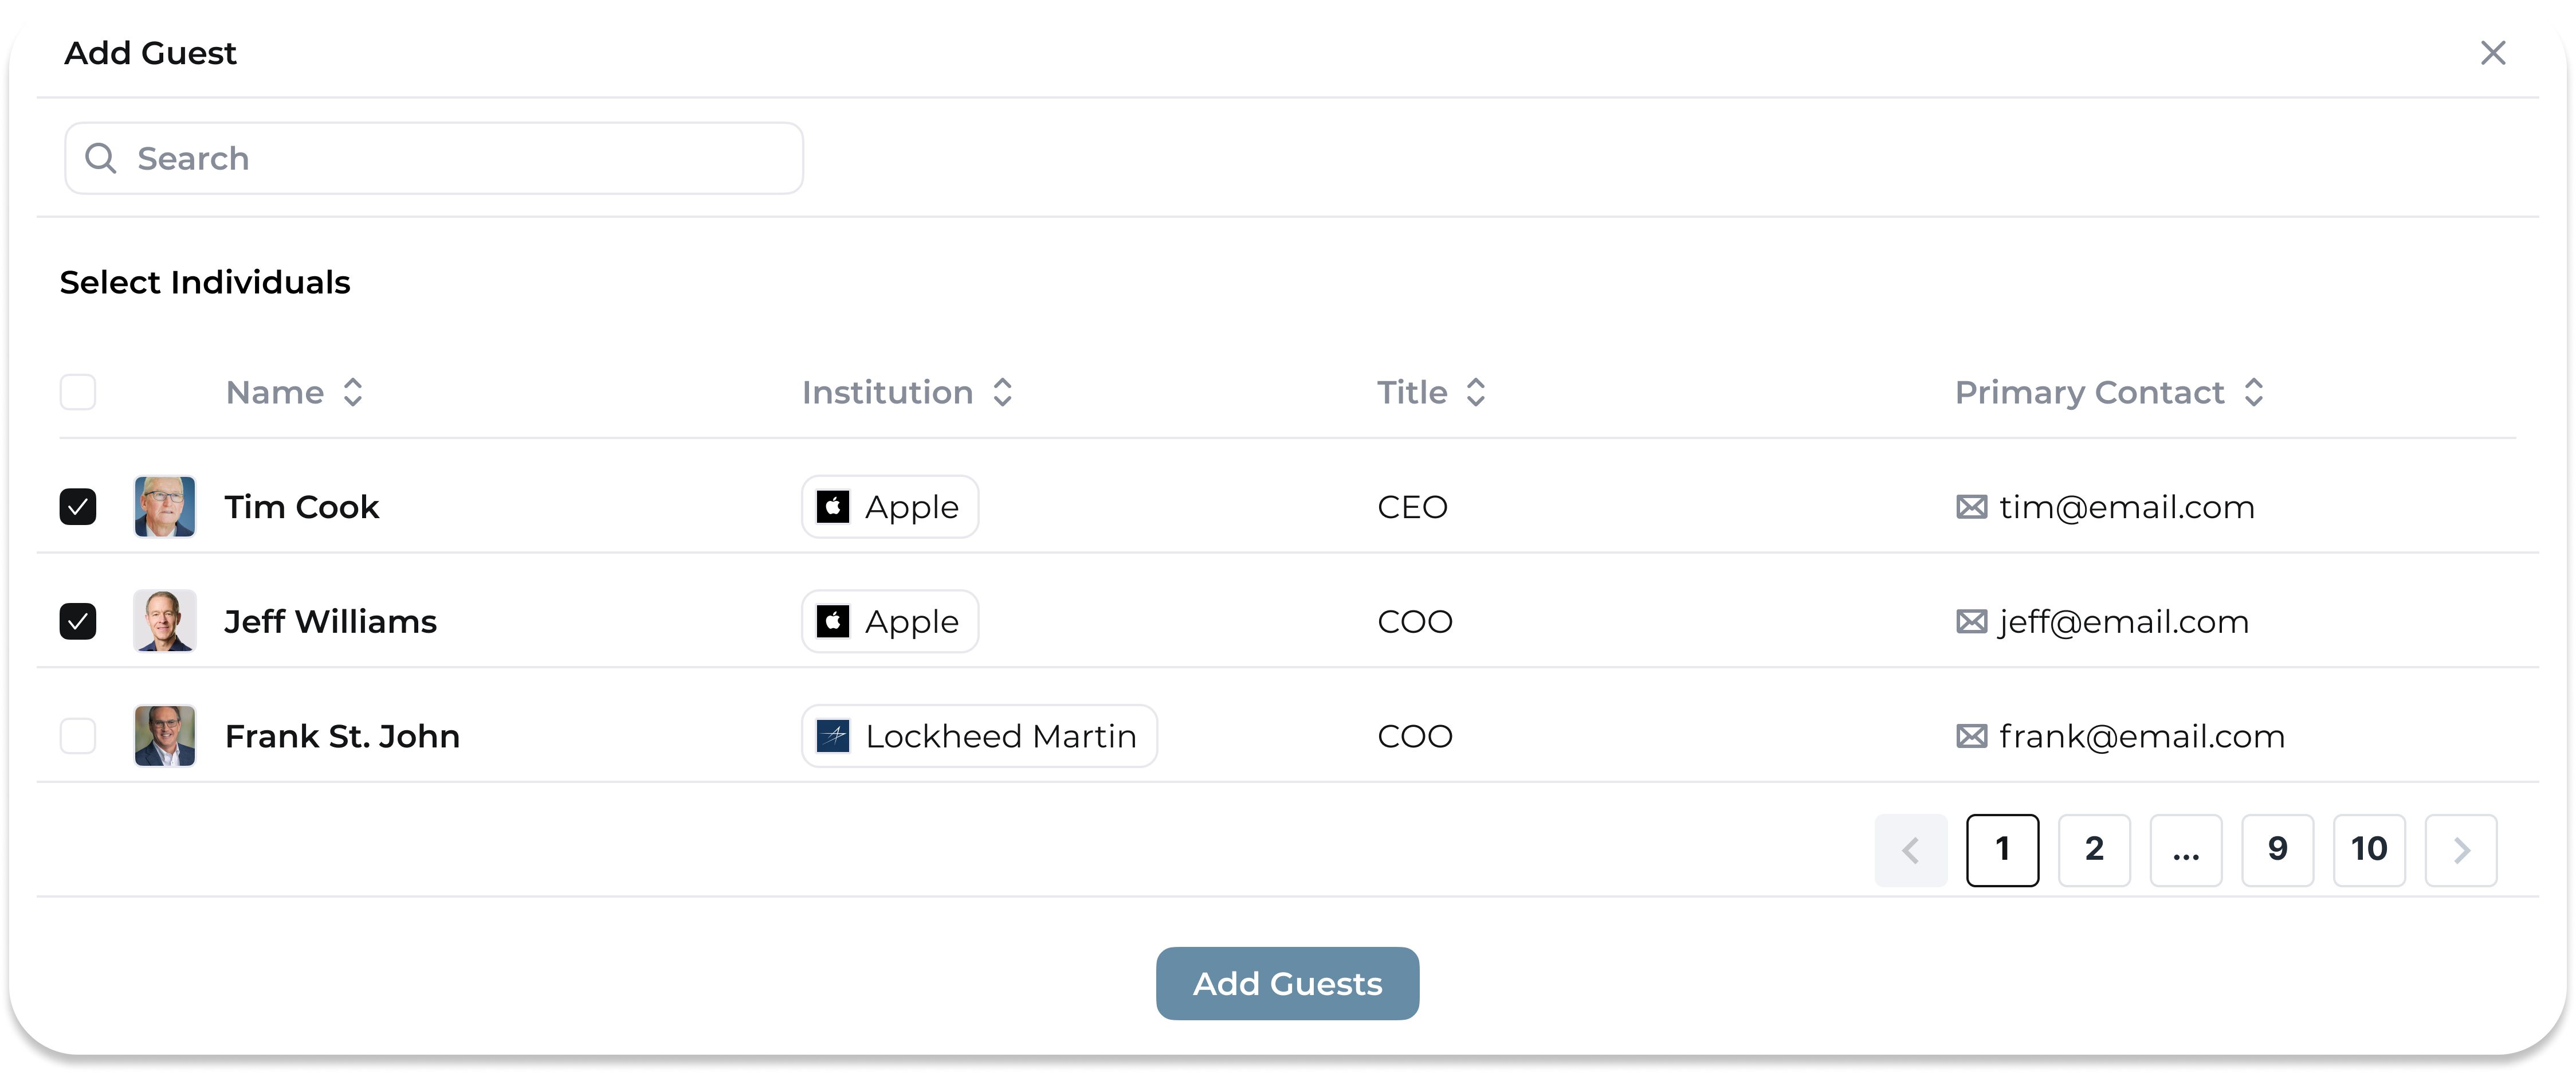 Add Guest
Search
Select Individuals
Name Institution Title Primary Contact
Tim Cook Apple CEO tim@email.com
Jeff Williams Apple COO jeff@email.com
Frank St. John Lockheed Martin COO frank@email.com
1 2 ... 9 10
Add Guests